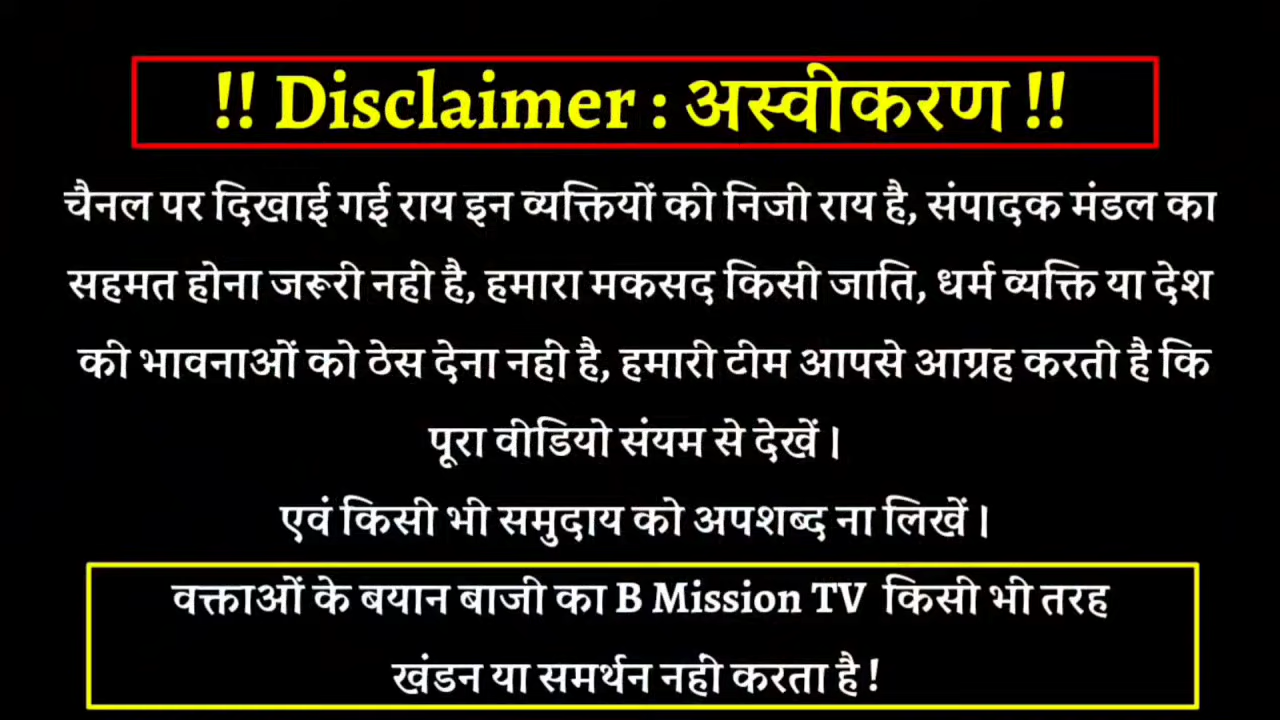 !! Disclaimer : अस्वीकरण !!
चैनल पर दिखाई गई राय इन व्यक्तियों की निजी राय है, संपादक मंडल का
सहमत होना जरूरी नहीं है, हमारा मकसद किसी जाति, धर्म व्यक्ति या देश
की भावनाओं को ठेस देना नहीं है, हमारी टीम आपसे आग्रह करती है कि
पूरा वीडियो संयम से देखें ।
एवं किसी भी समुदाय को अपशब्द ना लिखें ।
वक्ताओं के बयान बाजी का B Mission TV किसी भी तरह
खंडन या समर्थन नहीं करता है !